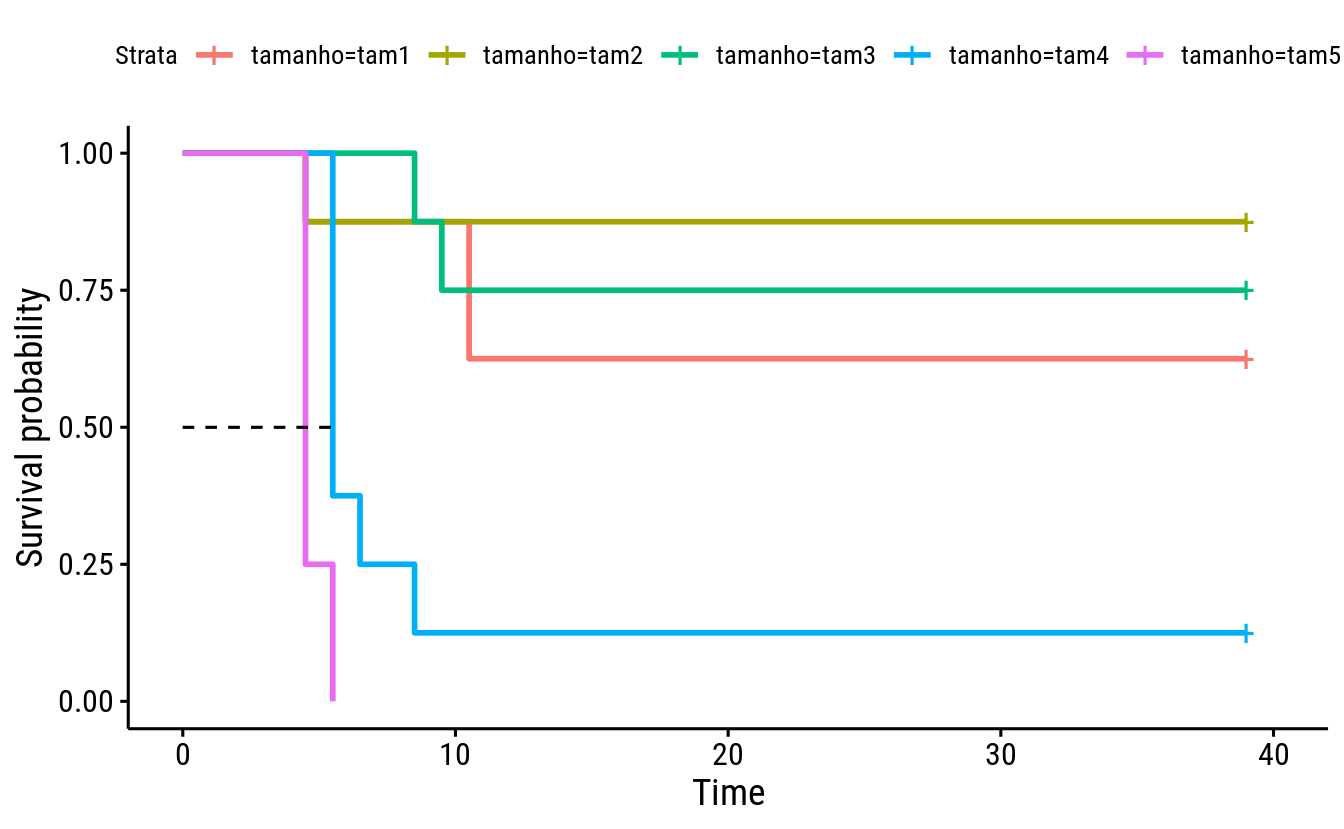 Strata tamanho=tam1 tamanho=tam2 tamanho=tam3 tamanho=tam4 tamanho=tam5
Survival probability
1.00
0.75
0.50
0.25
0.00
0 10 20 30 40
Time